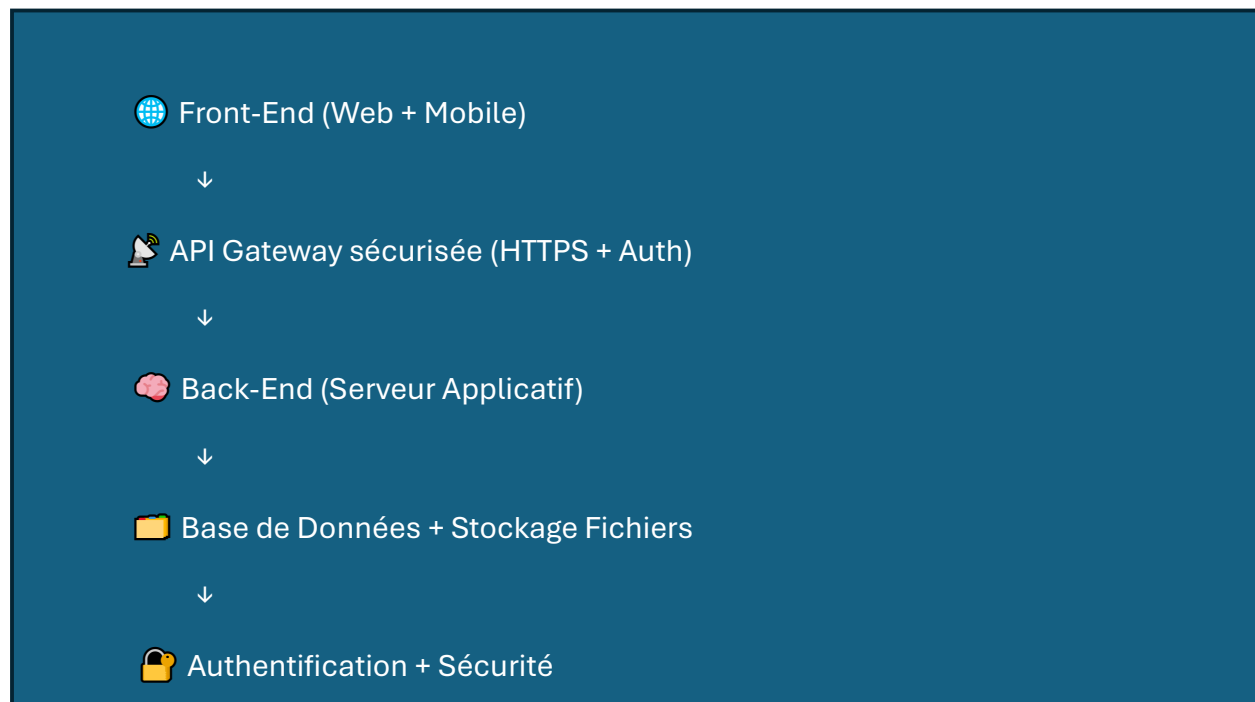 🌐 Front-End (Web + Mobile)
↓
📡 API Gateway sécurisée (HTTPS + Auth)
↓
🧠 Back-End (Serveur Applicatif)
↓
🗂️ Base de Données + Stockage Fichiers
↓
🔐 Authentification + Sécurité